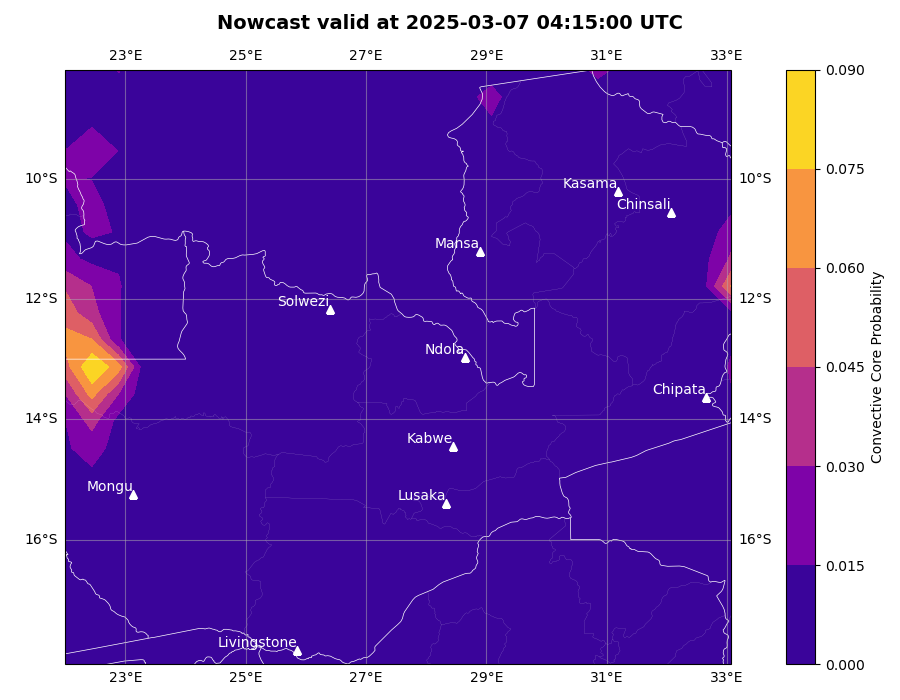 Nowcast valid at 2025-03-07 04:15:00 UTC
23°E 25°E 27°E 29°E 31°E 33°E
0.090
0.075
10°S Kasama 10°S
Chinsali
Mansa
0.060
12°S Solwezi 12°S
Ndola
0.045
Chipata
14°S 14°S
Kabwe
0.030
Mongu Lusaka
16°S 16°S
0.015
Livingstone
0.000
23°E 25°E 27°E 29°E 31°E 33°E
Convective Core Probability